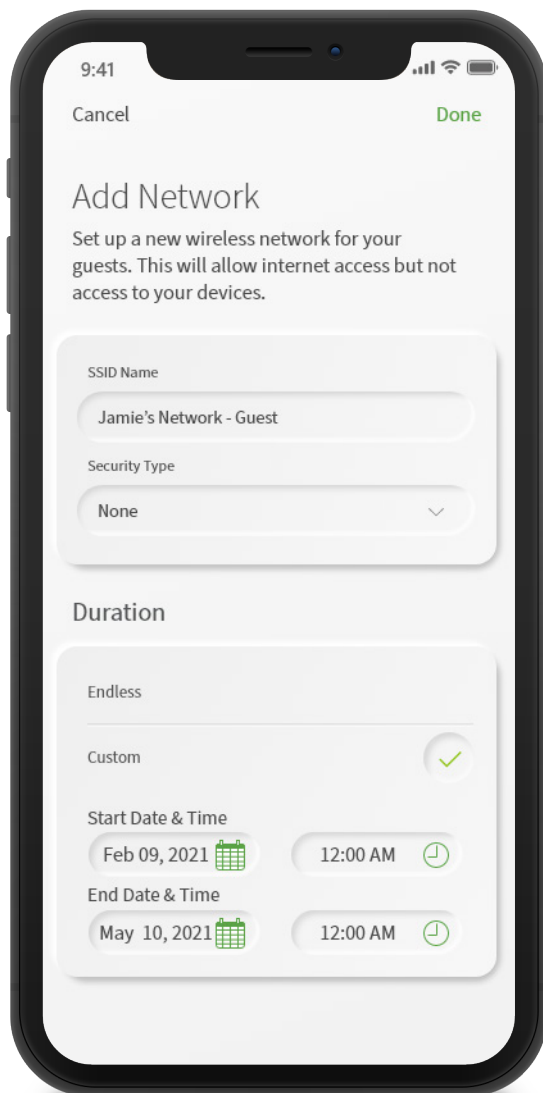 9:41
Cancel Done
Add Network
Set up a new wireless network for your
guests. This will allow internet access but not
access to your devices.
SSID Name
Jamie’s Network - Guest
Security Type
None
Duration
Endless
Custom
Start Date & Time
Feb 09, 2021 12:00 AM
End Date & Time
May 10, 2021 12:00 AM